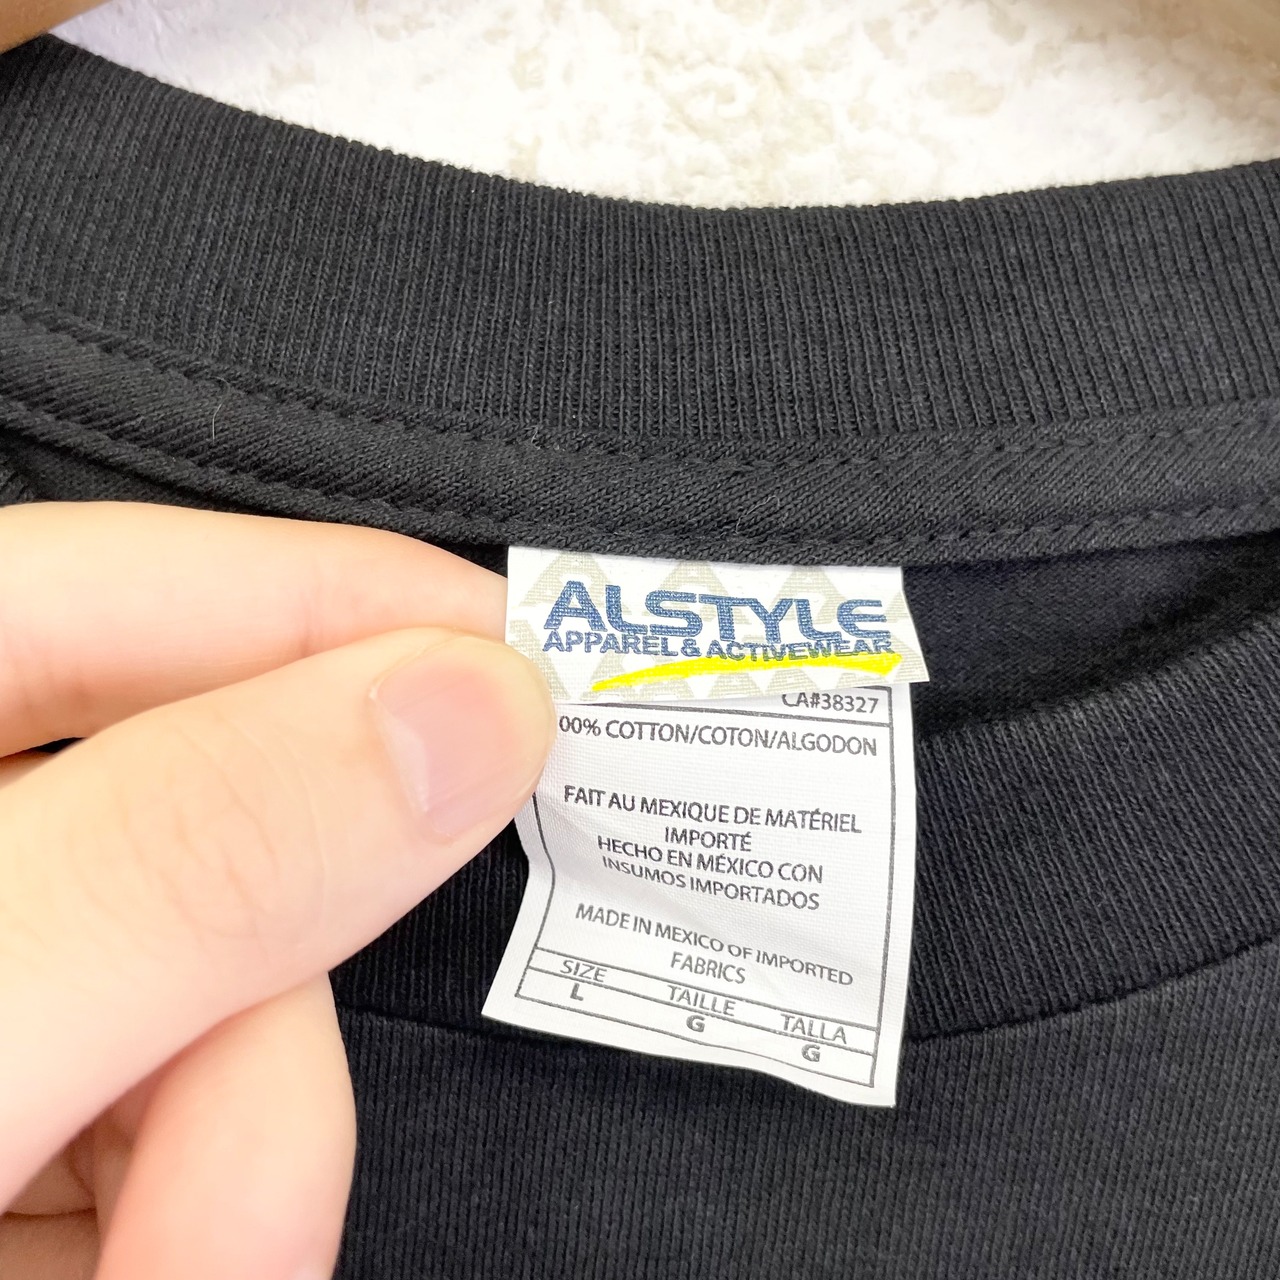 ALSTYLE
APPAREL & ACTIVEWEAR
CA#38327
00% COTTON/COTON/ALGODON
FAIT AU MEXIQUE DE MATÉRIEL
IMPORTÉ
HECHO EN MÉXICO CON
INSUMOS IMPORTADOS
MADE IN MEXICO OF IMPORTED
FABRICS
SIZE TAILLE TALLA
L G G